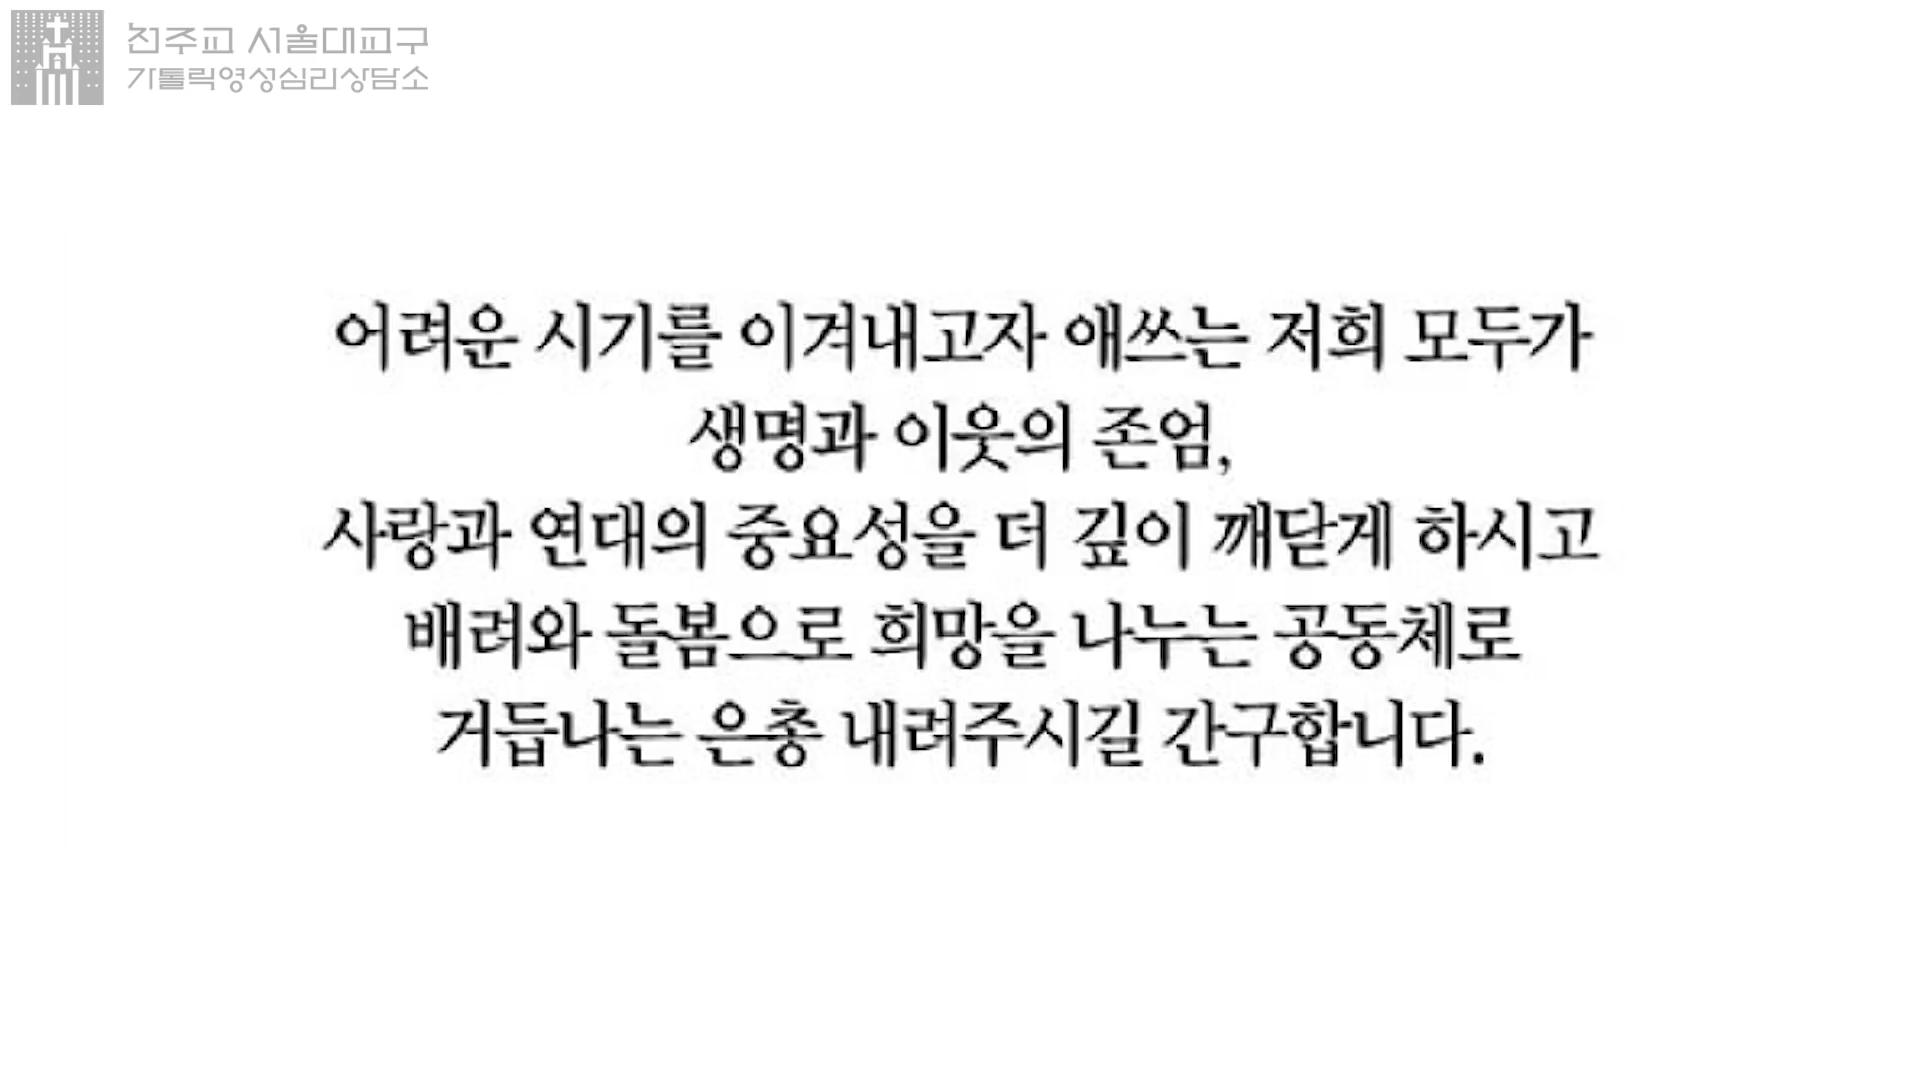 천주교 서울대교구
가톨릭영성심리상담소
어려운 시기를 이겨내고자 애쓰는 저희 모두가
생명과 이웃의 존엄,
사랑과 연대의 중요성을 더 깊이 깨닫게 하시고
배려와 돌봄으로 희망을 나누는 공동체로
거듭나는 은총 내려주시길 간구합니다.